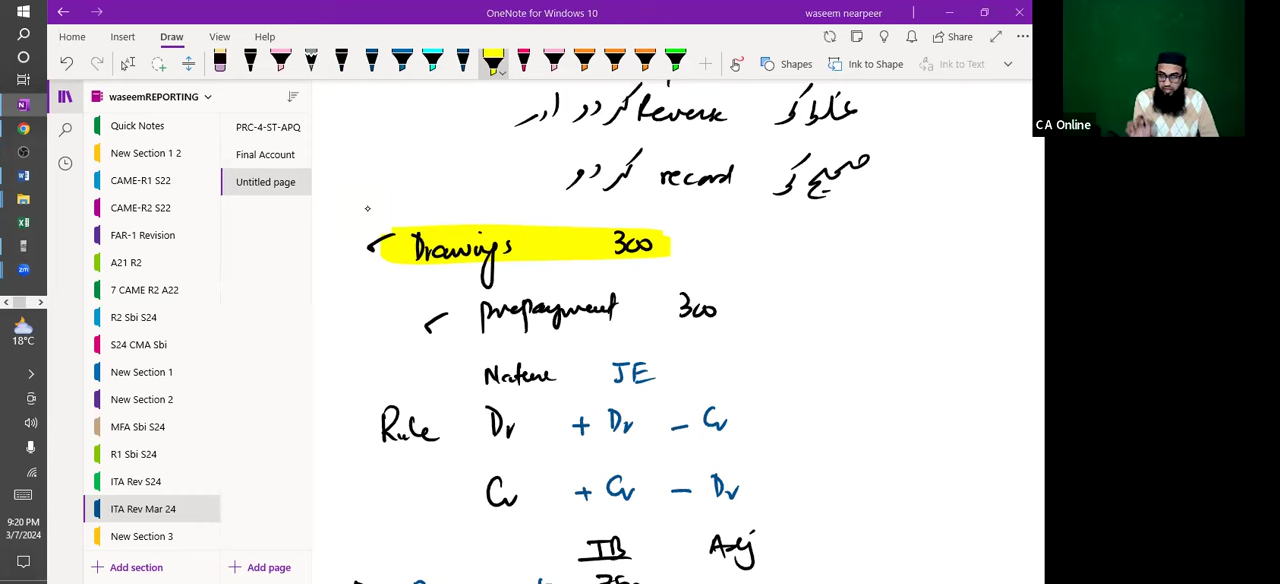 OneNote for Windows 10
waseem nearpeer
Home Insert Draw View Help
Share
Shapes
Ink to Shape
Ink to Text
waseemREPORTING
Quick Notes
New Section 1 2
CAME-R1 S22
CAME-R2 S22
FAR-1 Revision
A21 R2
7 CAME R2 A22
R2 Sbi S24
S24 CMA Sbi
New Section 1
New Section 2
MFA Sbi S24
R1 Sbi S24
ITA Rev S24
ITA Rev Mar 24
New Section 3
Add section
PRC-4-ST-APQ
Final Account
Untitled page
Add page
غلط کو Reverse کر دو اور
صحیح کو record کر دو
Drawings 300
prepayment 300
Nature JE
Rule Dr + Dr - Cr
Cr + Cr - Dr
TB Adj
CA Online
18°C
9:20 PM
3/7/2024